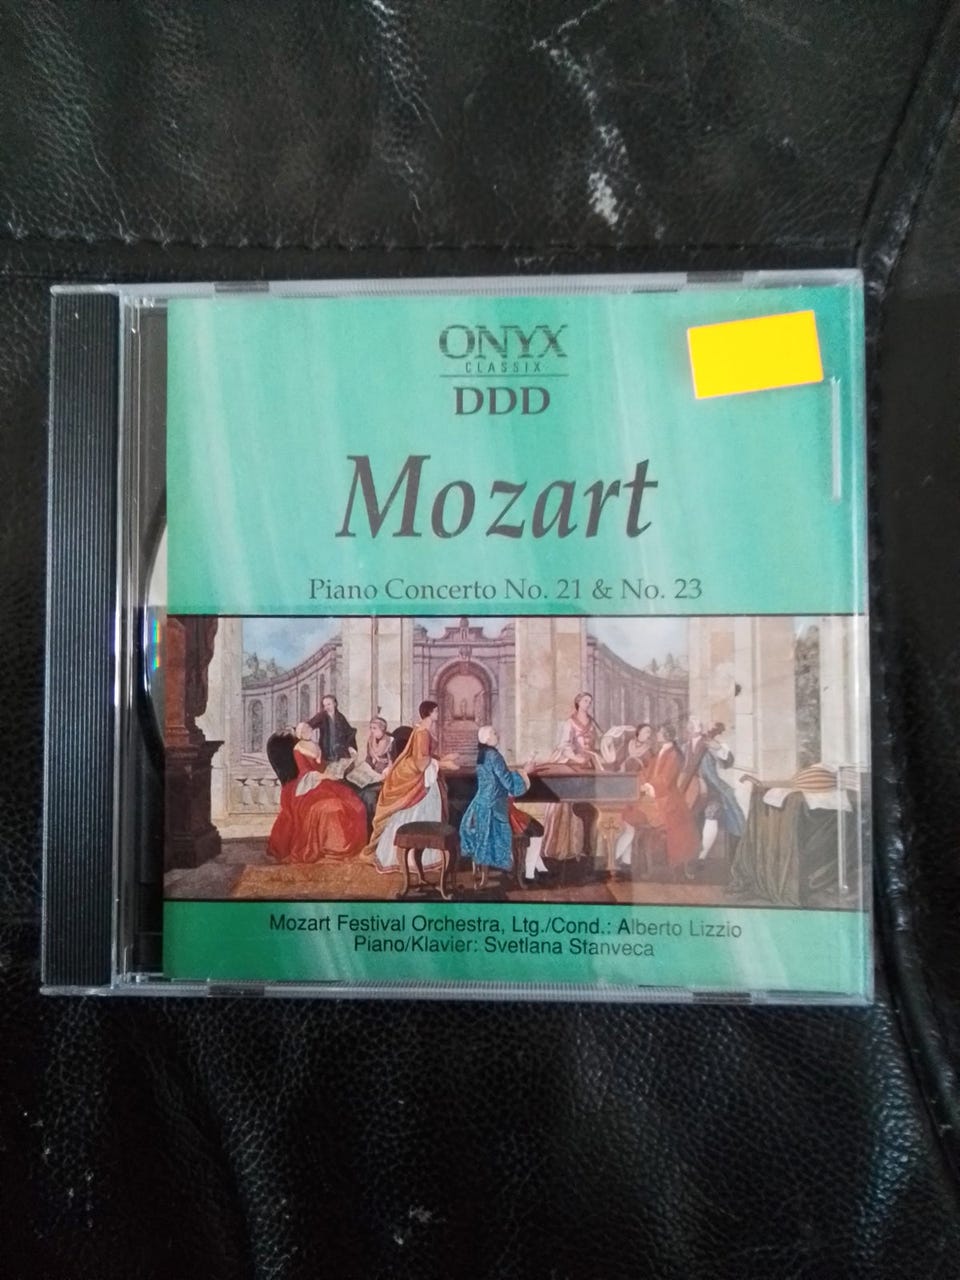 ONYX
CLASSIX
DDD
Mozart
Piano Concerto No. 21 & No. 23
Mozart Festival Orchestra, Ltg./Cond.: Alberto Lizzio
Piano/Klavier: Svetlana Stanveca